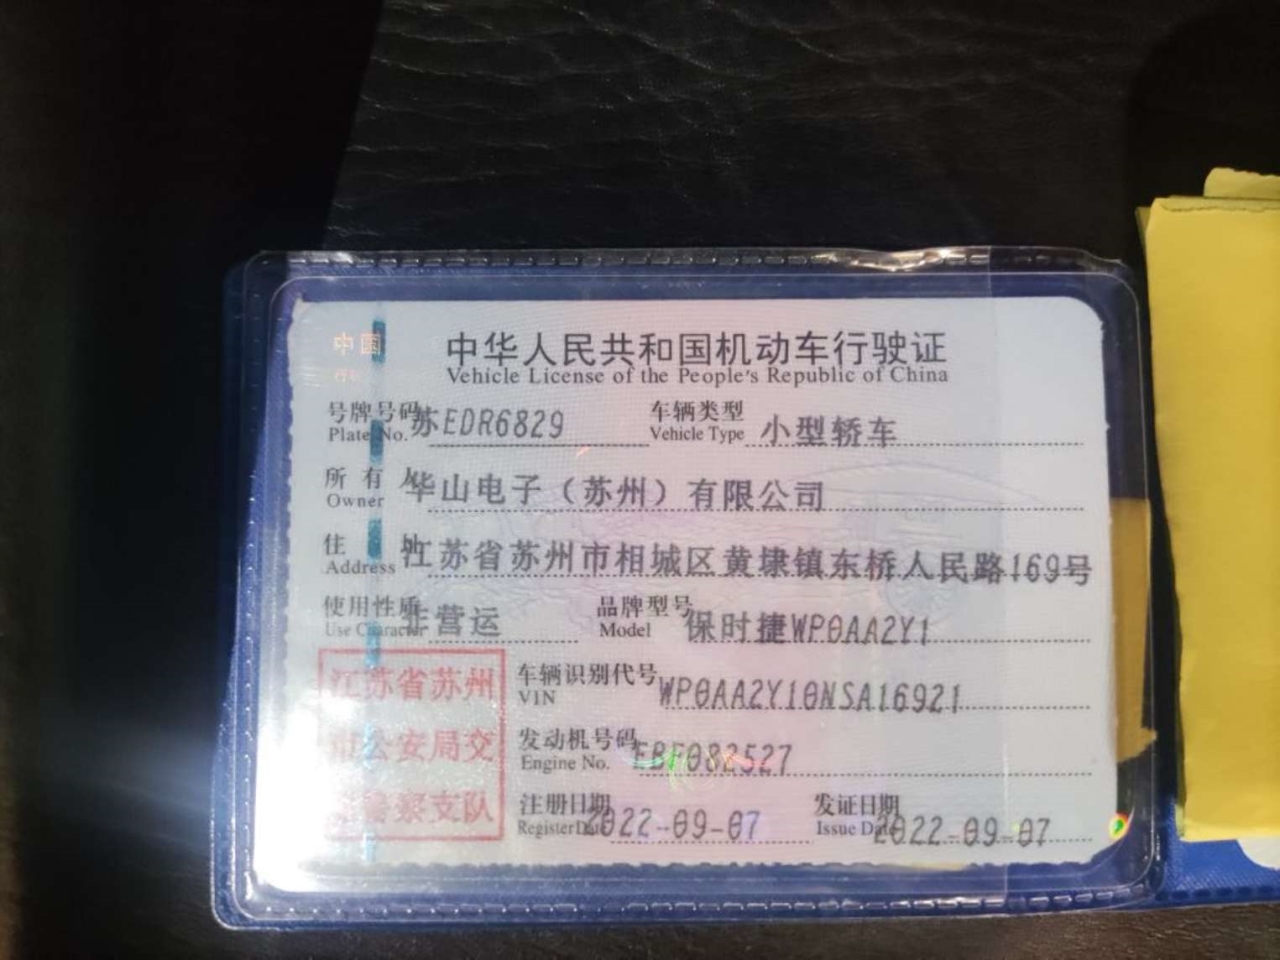 中国
中华人民共和国机动车行驶证
Vehicle License of the People's Republic of China
号牌号码 苏EDR6829 车辆类型 小型轿车
Plate No. Vehicle Type
所有人 华山电子（苏州）有限公司
Owner
住址 江苏省苏州市相城区黄埭镇东桥人民路169号
Address
使用性质 非营运 品牌型号 保时捷WP0AA2Y1
Use Character Model
江苏省苏州
市公安局交
警察支队
车辆识别代号 WP0AA2Y10NSA16921
VIN
发动机号码 EBF082527
Engine No.
注册日期 2022-09-07 发证日期 2022-09-07
Register Date Issue Date